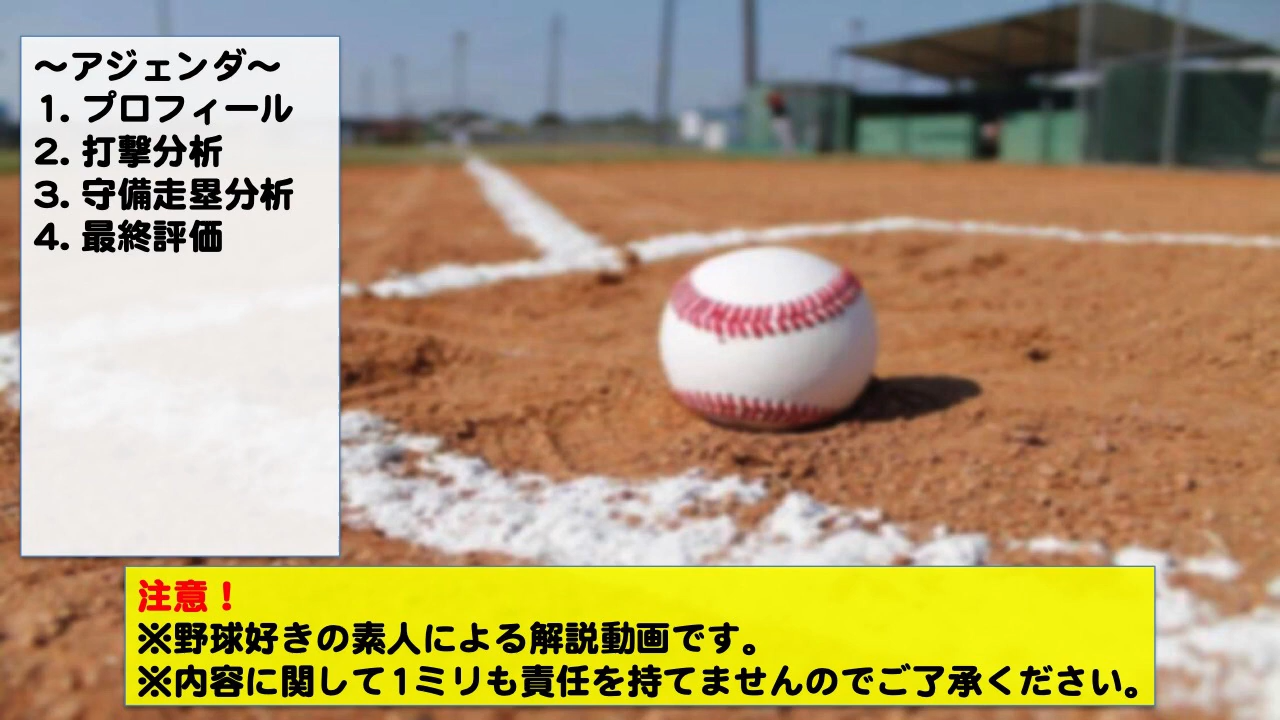 ～アジェンダ～
1. プロフィール
2. 打撃分析
3. 守備走塁分析
4. 最終評価
注意！
※野球好きの素人による解説動画です。
※内容に関して1ミリも責任を持てませんのでご了承ください。